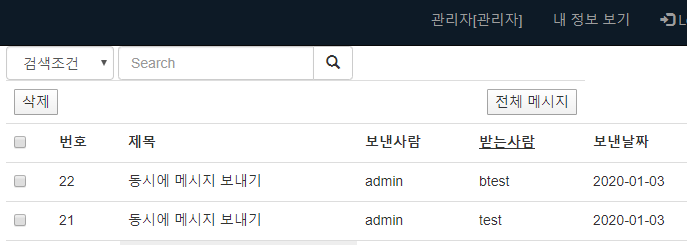 관리자[관리자] 내 정보 보기 L
검색조건 Search
삭제 전체 메시지
번호 제목 보낸사람 받는사람 보낸날짜
22 동시에 메시지 보내기 admin btest 2020-01-03
21 동시에 메시지 보내기 admin test 2020-01-03